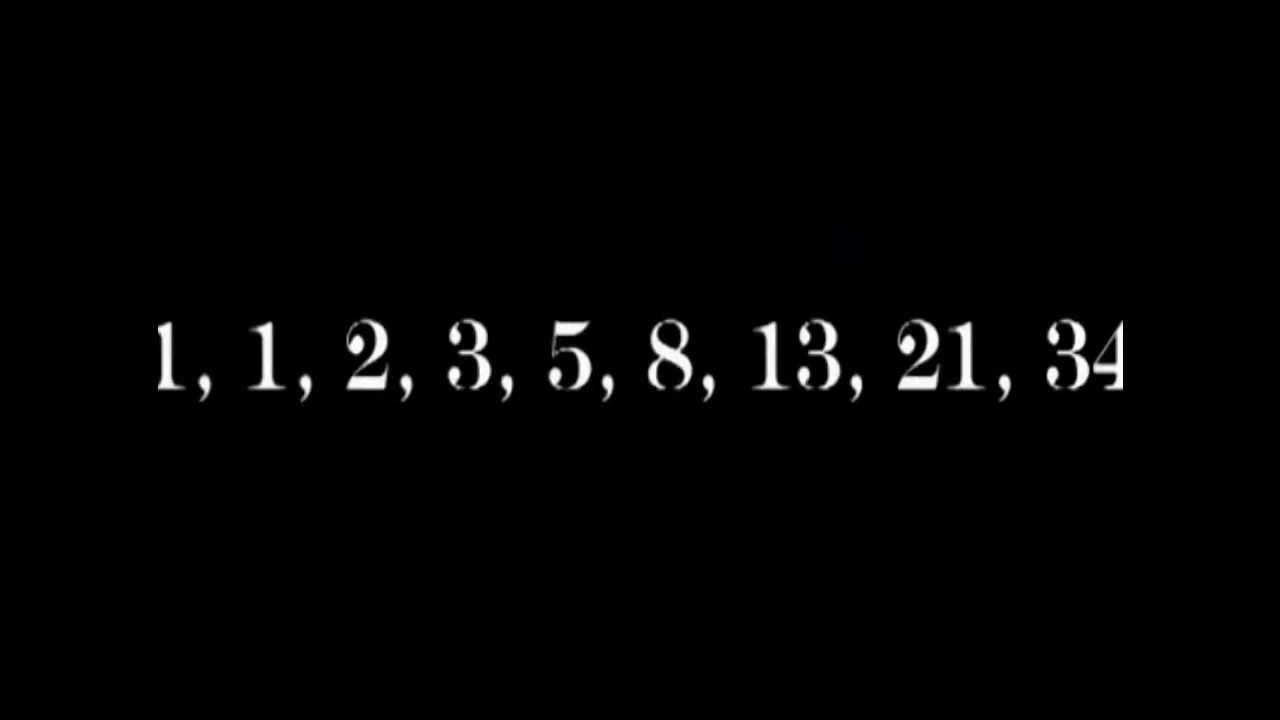 1, 1, 2, 3, 5, 8, 13, 21, 34